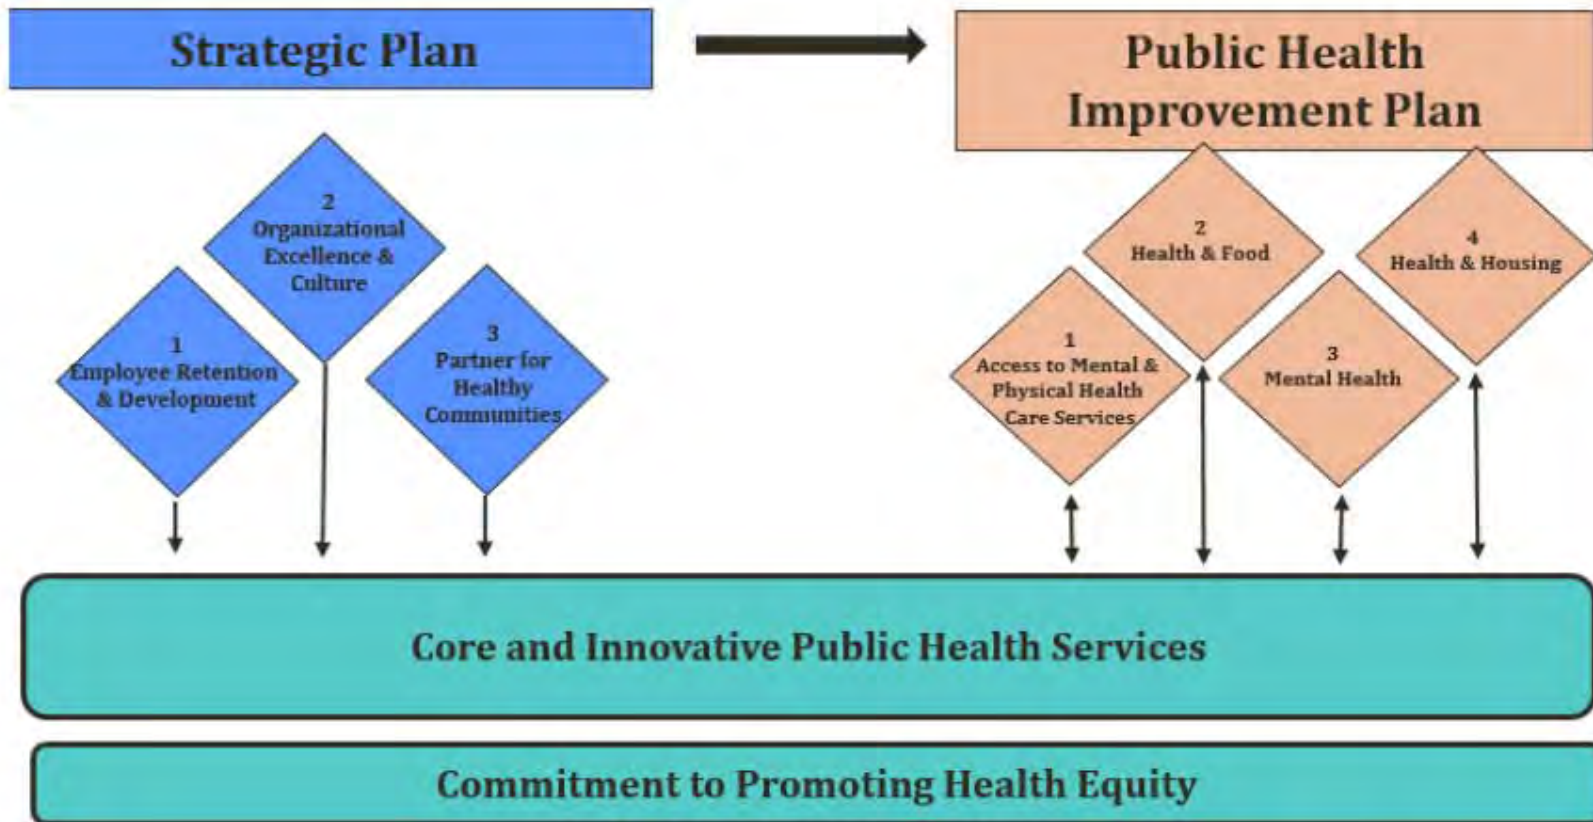 Strategic Plan
Public Health
Improvement Plan
1
Employee Retention
& Development
2
Organizational
Excellence &
Culture
3
Partner for
Healthy
Communities
1
Access to Mental &
Physical Health
Care Services
2
Health & Food
3
Mental Health
4
Health & Housing
Core and Innovative Public Health Services
Commitment to Promoting Health Equity